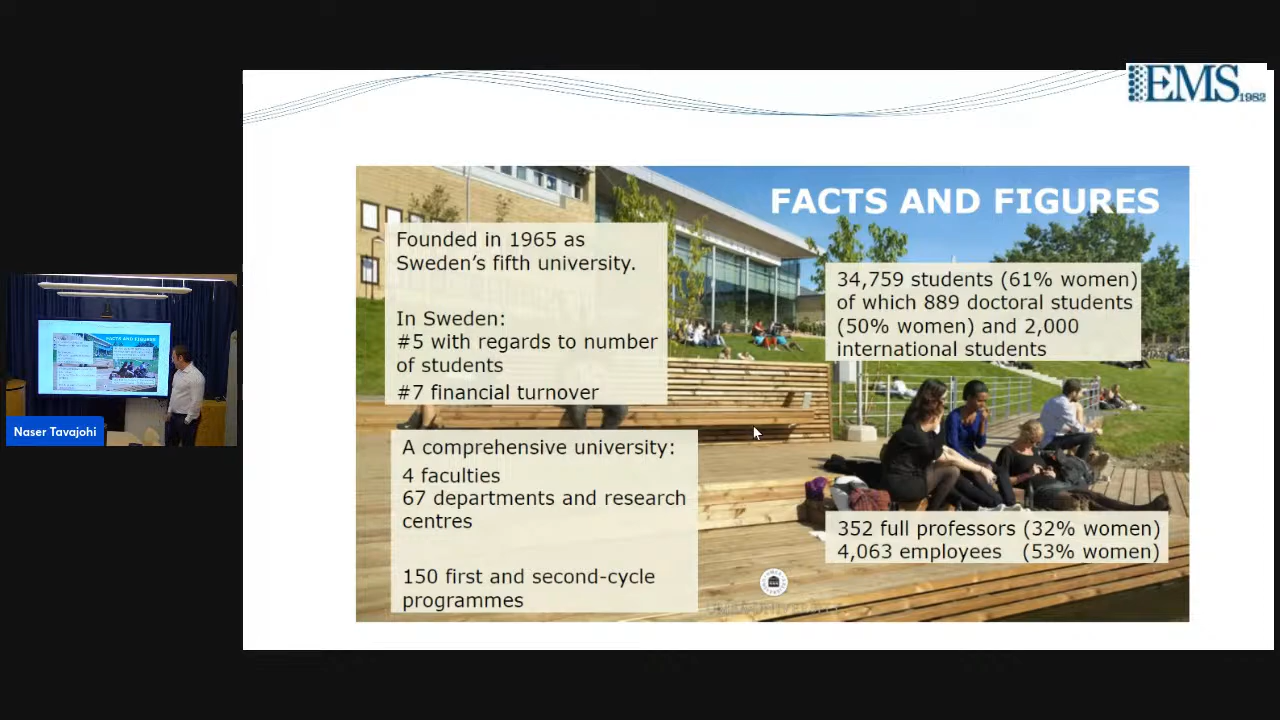 EMS 1982
FACTS AND FIGURES
Founded in 1965 as
Sweden’s fifth university.
In Sweden:
#5 with regards to number
of students
#7 financial turnover
34,759 students (61% women)
of which 889 doctoral students
(50% women) and 2,000
international students
A comprehensive university:
4 faculties
67 departments and research
centres
150 first and second-cycle
programmes
352 full professors (32% women)
4,063 employees (53% women)
Naser Tavajohi